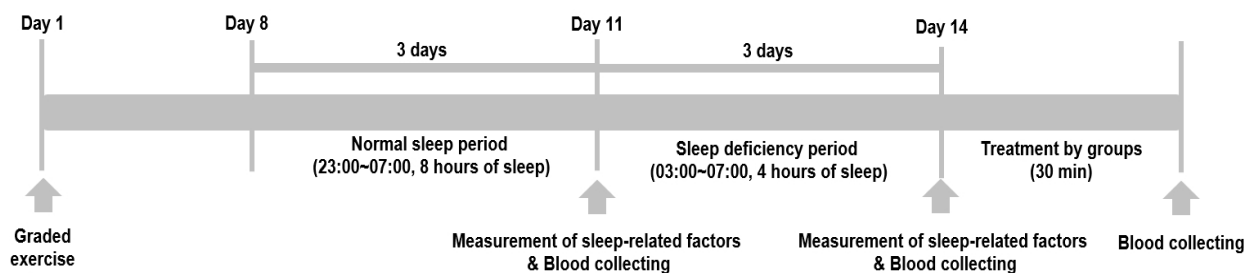 Day 1
Day 8
Day 11
Day 14
3 days
3 days
Normal sleep period
(23:00~07:00, 8 hours of sleep)
Sleep deficiency period
(03:00~07:00, 4 hours of sleep)
Treatment by groups
(30 min)
Graded
exercise
Measurement of sleep-related factors
& Blood collecting
Measurement of sleep-related factors
& Blood collecting
Blood collecting